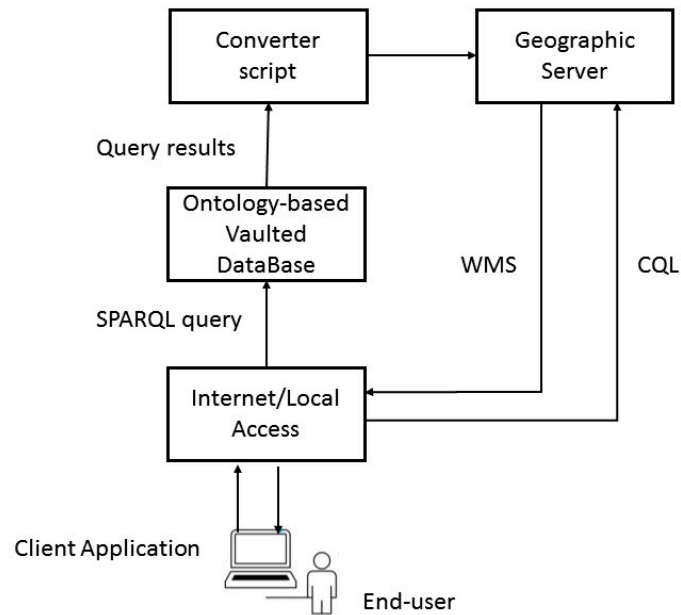 Converter
script
Geographic
Server
Query results
Ontology-based
Vaulted
DataBase
WMS
CQL
SPARQL query
Internet/Local
Access
Client Application
End-user